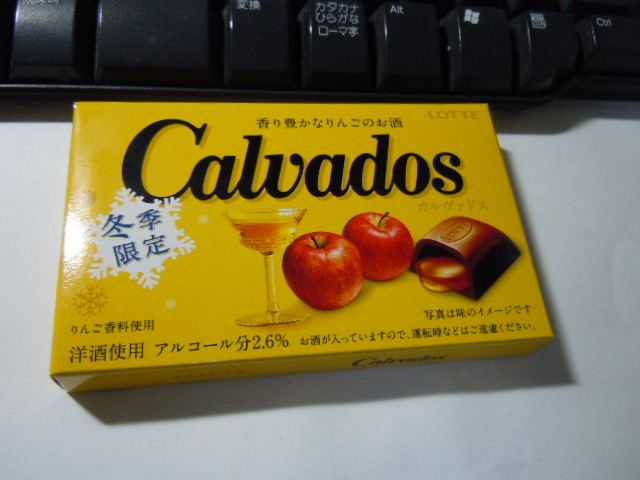 変換
カタカナ
ひらがな
ローマ字
Alt
Ctrl
LOTTE
香り豊かなりんごのお酒
Calvados
カルヴァドス
冬季
限定
LOTTE
写真は味のイメージです
りんご香料使用
洋酒使用 アルコール分2.6% お酒が入っていますので、運転時などはご遠慮ください。
LOTTE
Calvados